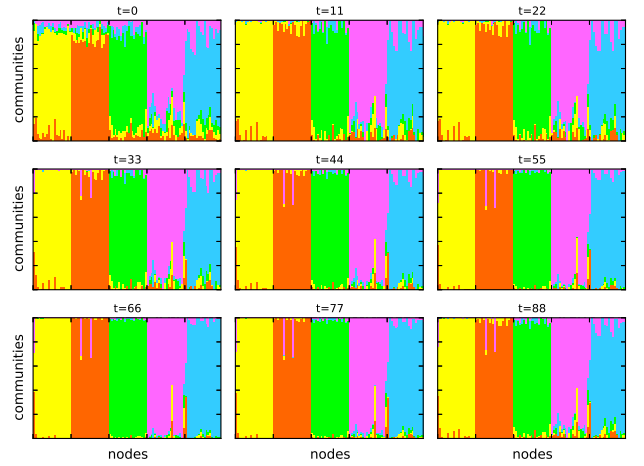 t=0
t=11
t=22
communities
t=33
t=44
t=55
communities
t=66
t=77
t=88
communities
nodes
nodes
nodes